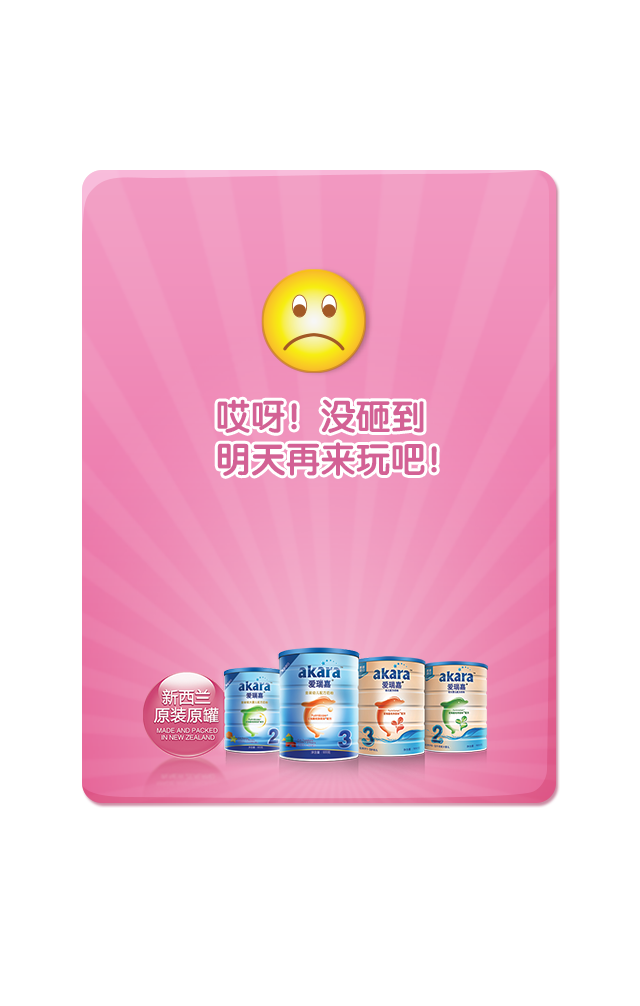 哎呀！没砸到
明天再来玩吧！
新西兰
原装原罐
MADE AND PACKED
IN NEW ZEALAND
akara
爱瑞嘉
2
akara
爱瑞嘉
3
akara
爱瑞嘉
3
akara
爱瑞嘉
2